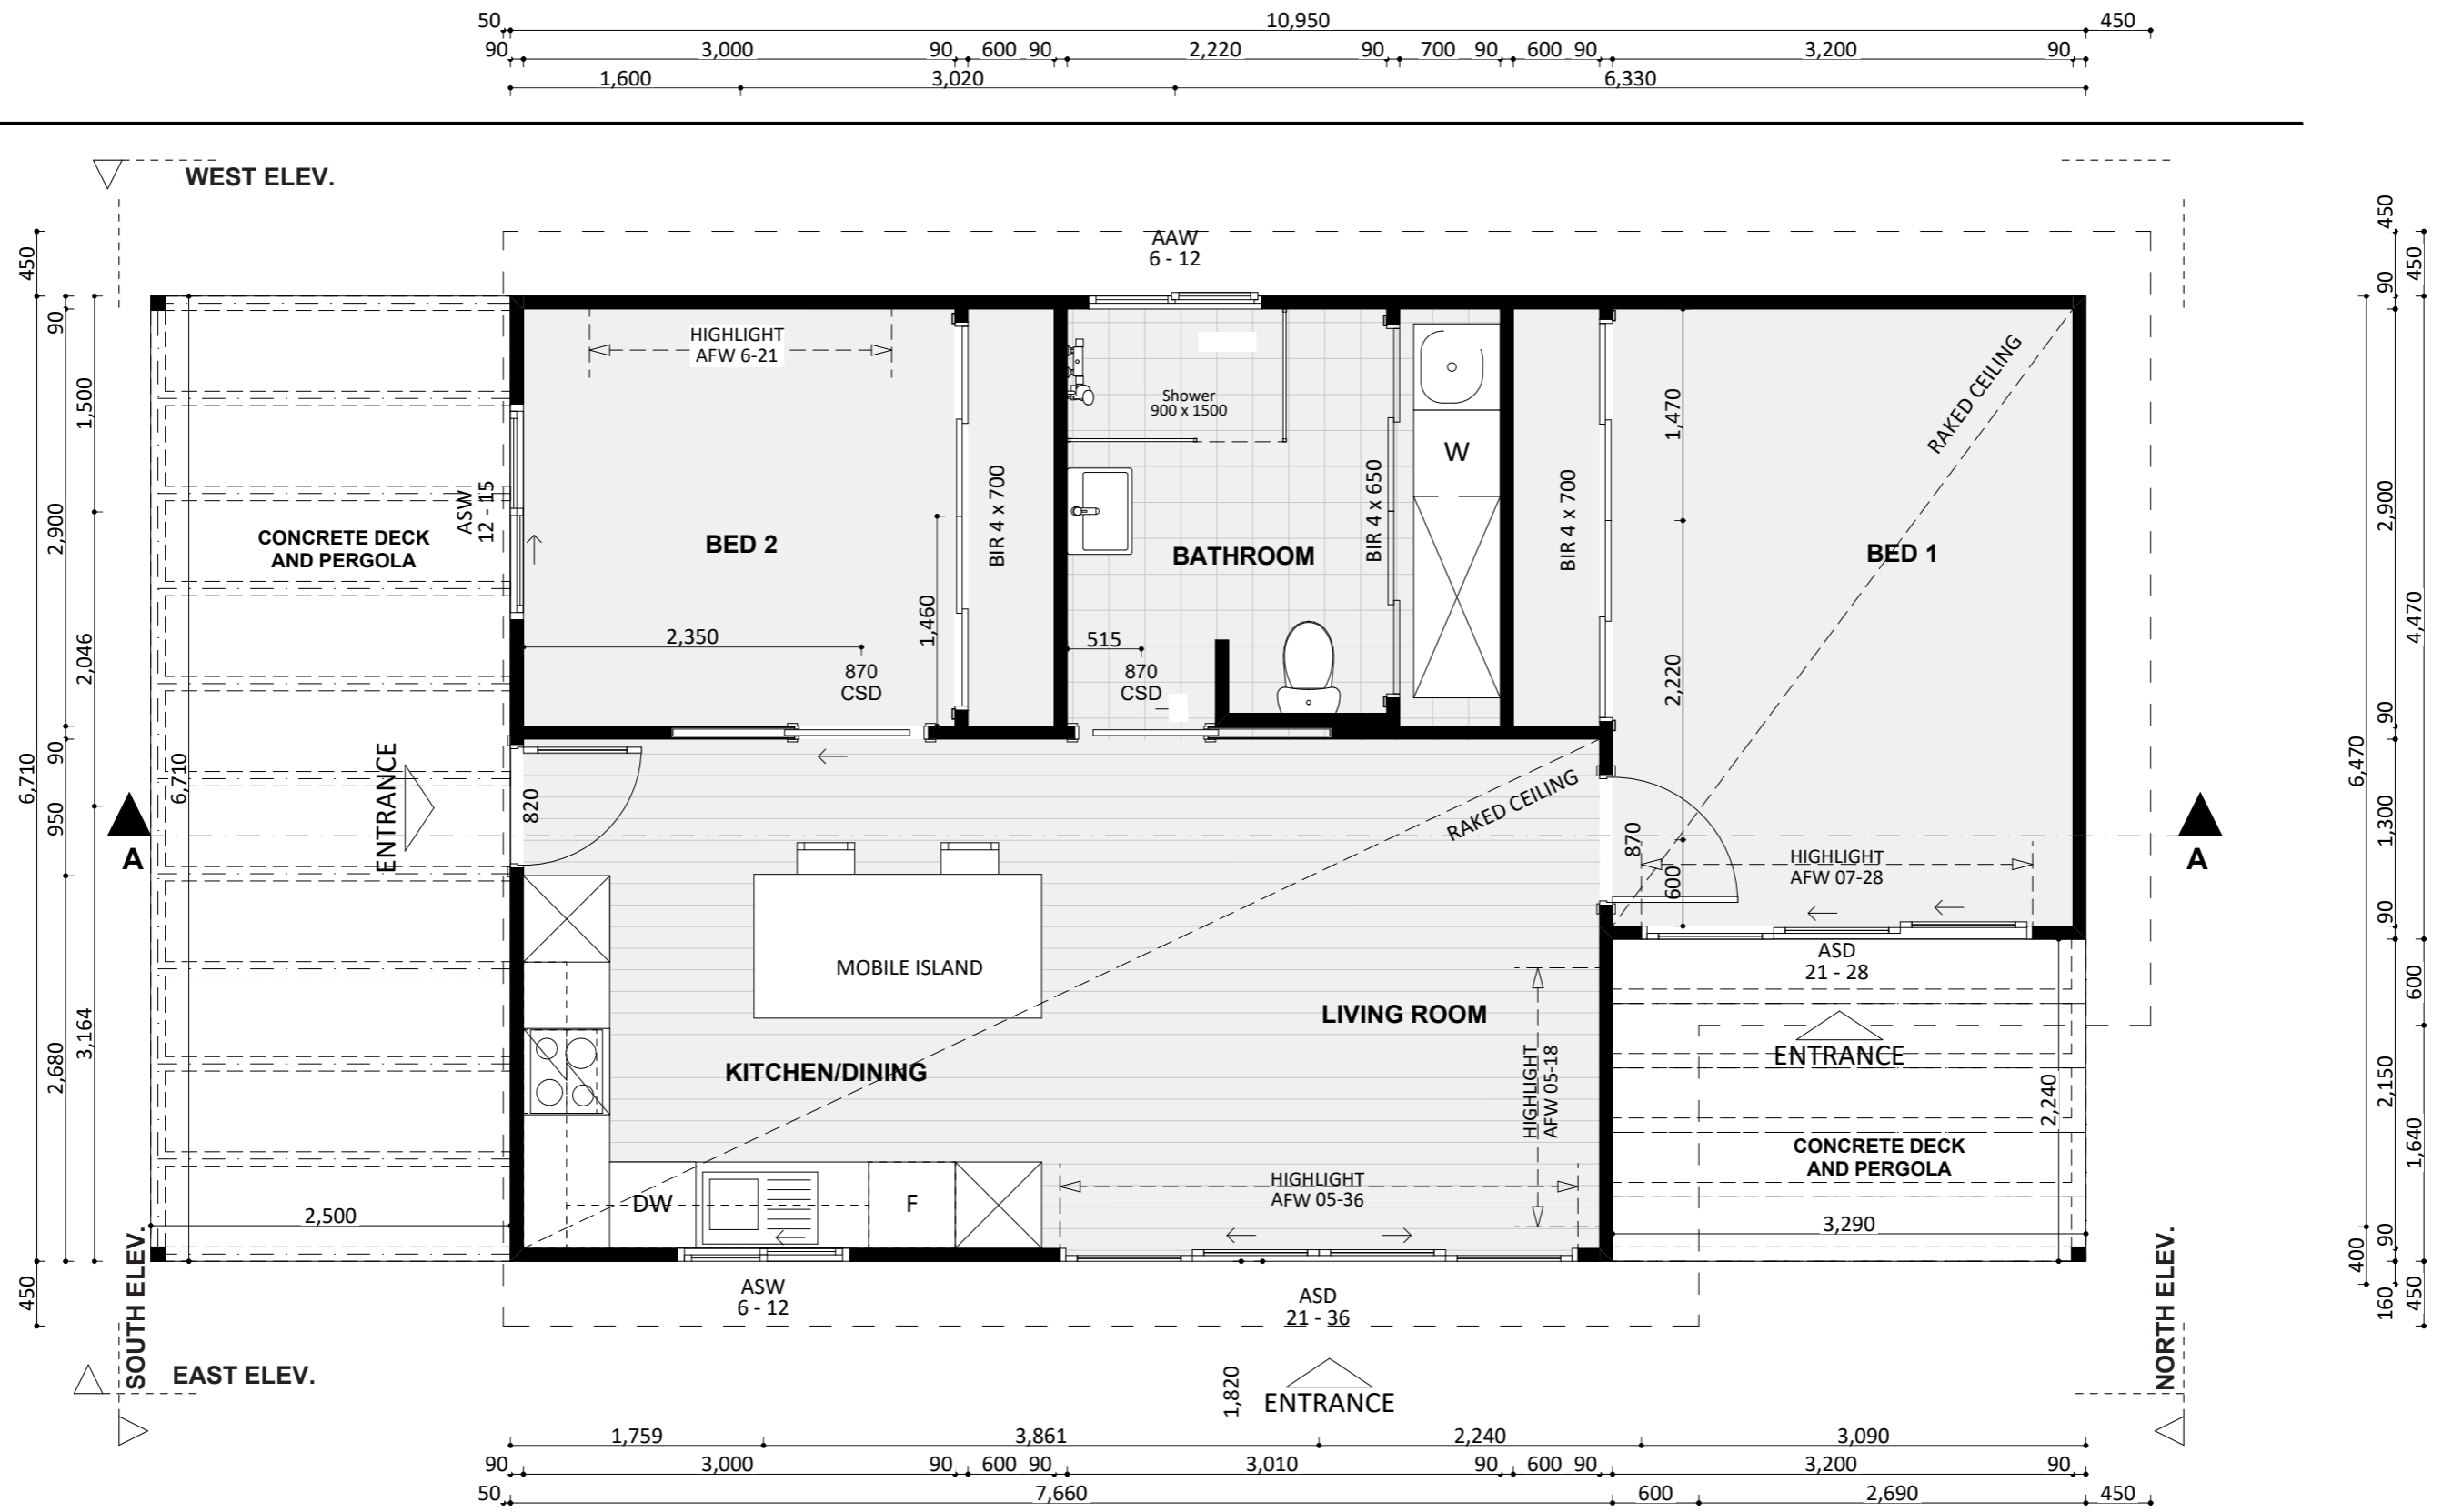 50 10,950 450
90 3,000 90 600 90 2,220 90 700 90 600 90 3,200 90
1,600 3,020 6,330
WEST ELEV.
450
90
1,500
2,900
2,046
90
6,710
950
3,164
2,680
450
6,710
2,500
CONCRETE DECK
AND PERGOLA
ENTRANCE
A
SOUTH ELEV.
EAST ELEV.
AAW
6 - 12
HIGHLIGHT
AFW 6-21
ASW
12 - 15
BED 2
BIR 4 x 700
1,460
2,350
870
CSD
Shower
900 x 1500
BATHROOM
BIR 4 x 650
515
870
CSD
W
BIR 4 x 700
1,470
2,220
600
RAKED CEILING
BED 1
820
RAKED CEILING
870
HIGHLIGHT
AFW 07-28
MOBILE ISLAND
LIVING ROOM
KITCHEN/DINING
HIGHLIGHT
AFW 05-18
DW
F
HIGHLIGHT
AFW 05-36
ASW
6 - 12
ASD
21 - 36
ASD
21 - 28
ENTRANCE
2,240
CONCRETE DECK
AND PERGOLA
3,290
A
450
90
450
2,900
4,470
90
6,470
1,300
90
600
2,150
1,640
90
400
160
450
NORTH ELEV.
1,820
ENTRANCE
1,759 3,861 2,240 3,090
90 3,000 90 600 90 3,010 90 600 90 3,200 90
50 7,660 600 2,690 450